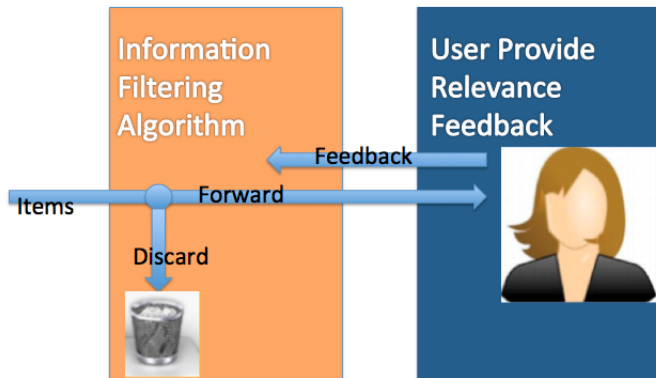 Information
Filtering
Algorithm
User Provide
Relevance
Feedback
Feedback
Forward
Items
Discard